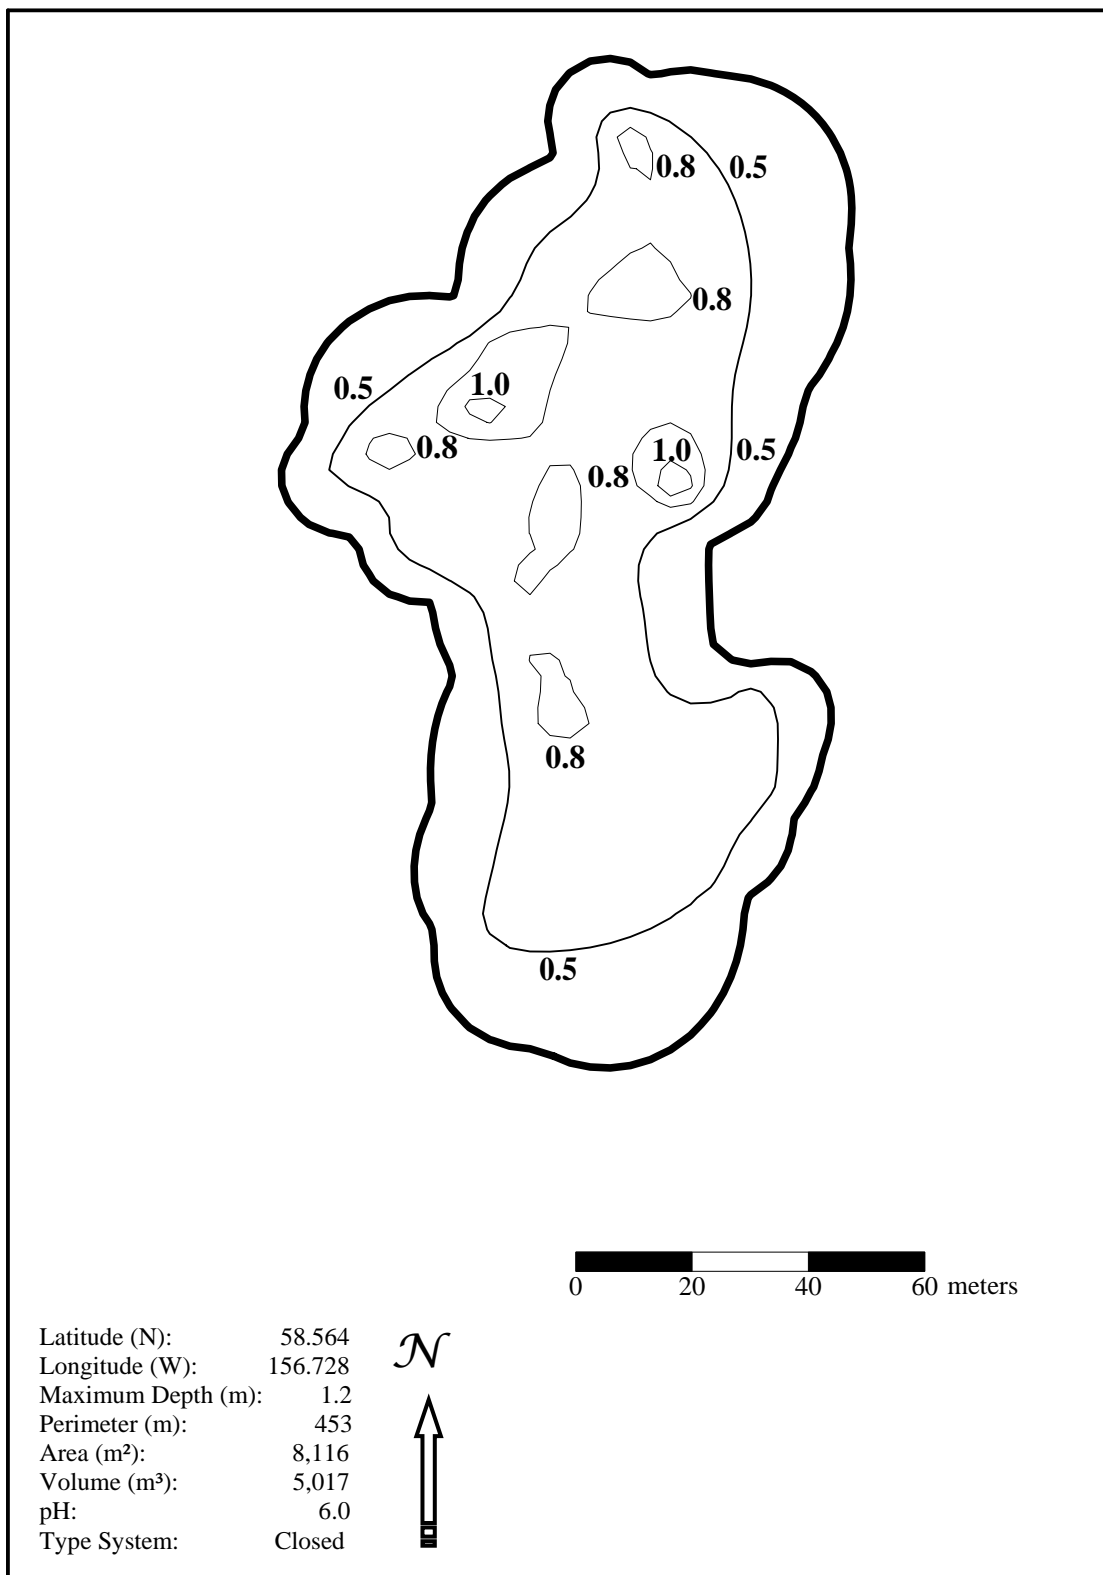 0.8
0.5
0.8
1.0
0.5
0.8
1.0
0.5
0.8
0.8
0.5
0 20 40 60 meters
N
Latitude (N): 58.564
Longitude (W): 156.728
Maximum Depth (m): 1.2
Perimeter (m): 453
Area (m²): 8,116
Volume (m³): 5,017
pH: 6.0
Type System: Closed